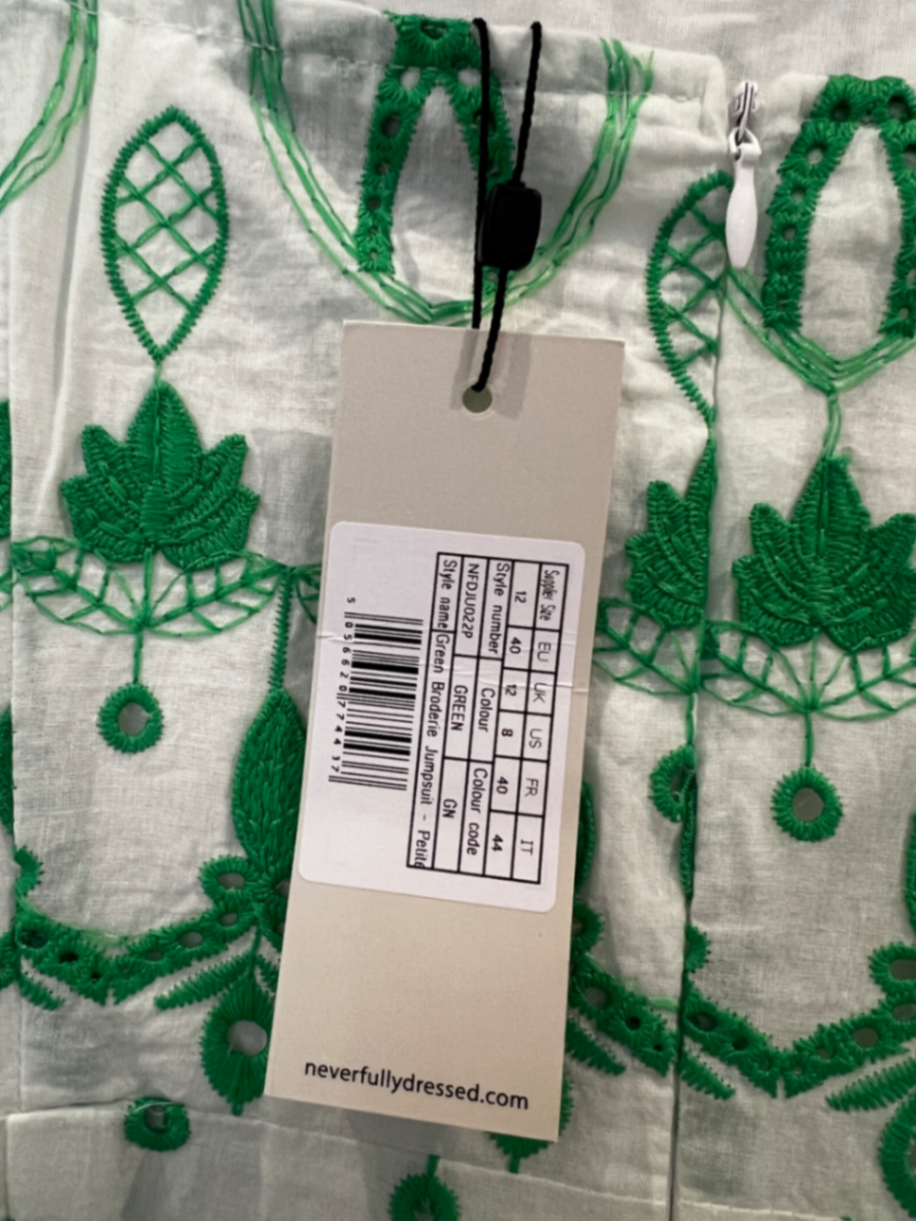 Supplier Size EU UK US FR IT
12 40 12 8 40 44
Style number Colour Colour code
NFDJU022P GREEN GN
Style name Green Broderie Jumpsuit - Petite
5 056620 774437
neverfullydressed.com